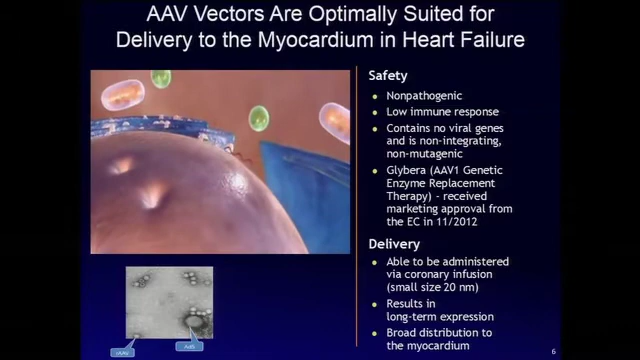 AAV Vectors Are Optimally Suited for
Delivery to the Myocardium in Heart Failure
Safety
• Nonpathogenic
• Low immune response
• Contains no viral genes
and is non-integrating,
non-mutagenic
• Glybera (AAV1 Genetic
Enzyme Replacement
Therapy) - received
marketing approval from
the EC in 11/2012
Delivery
• Able to be administered
via coronary infusion
(small size 20 nm)
• Results in
long-term expression
• Broad distribution to
the myocardium
rAAV
Ad5
6